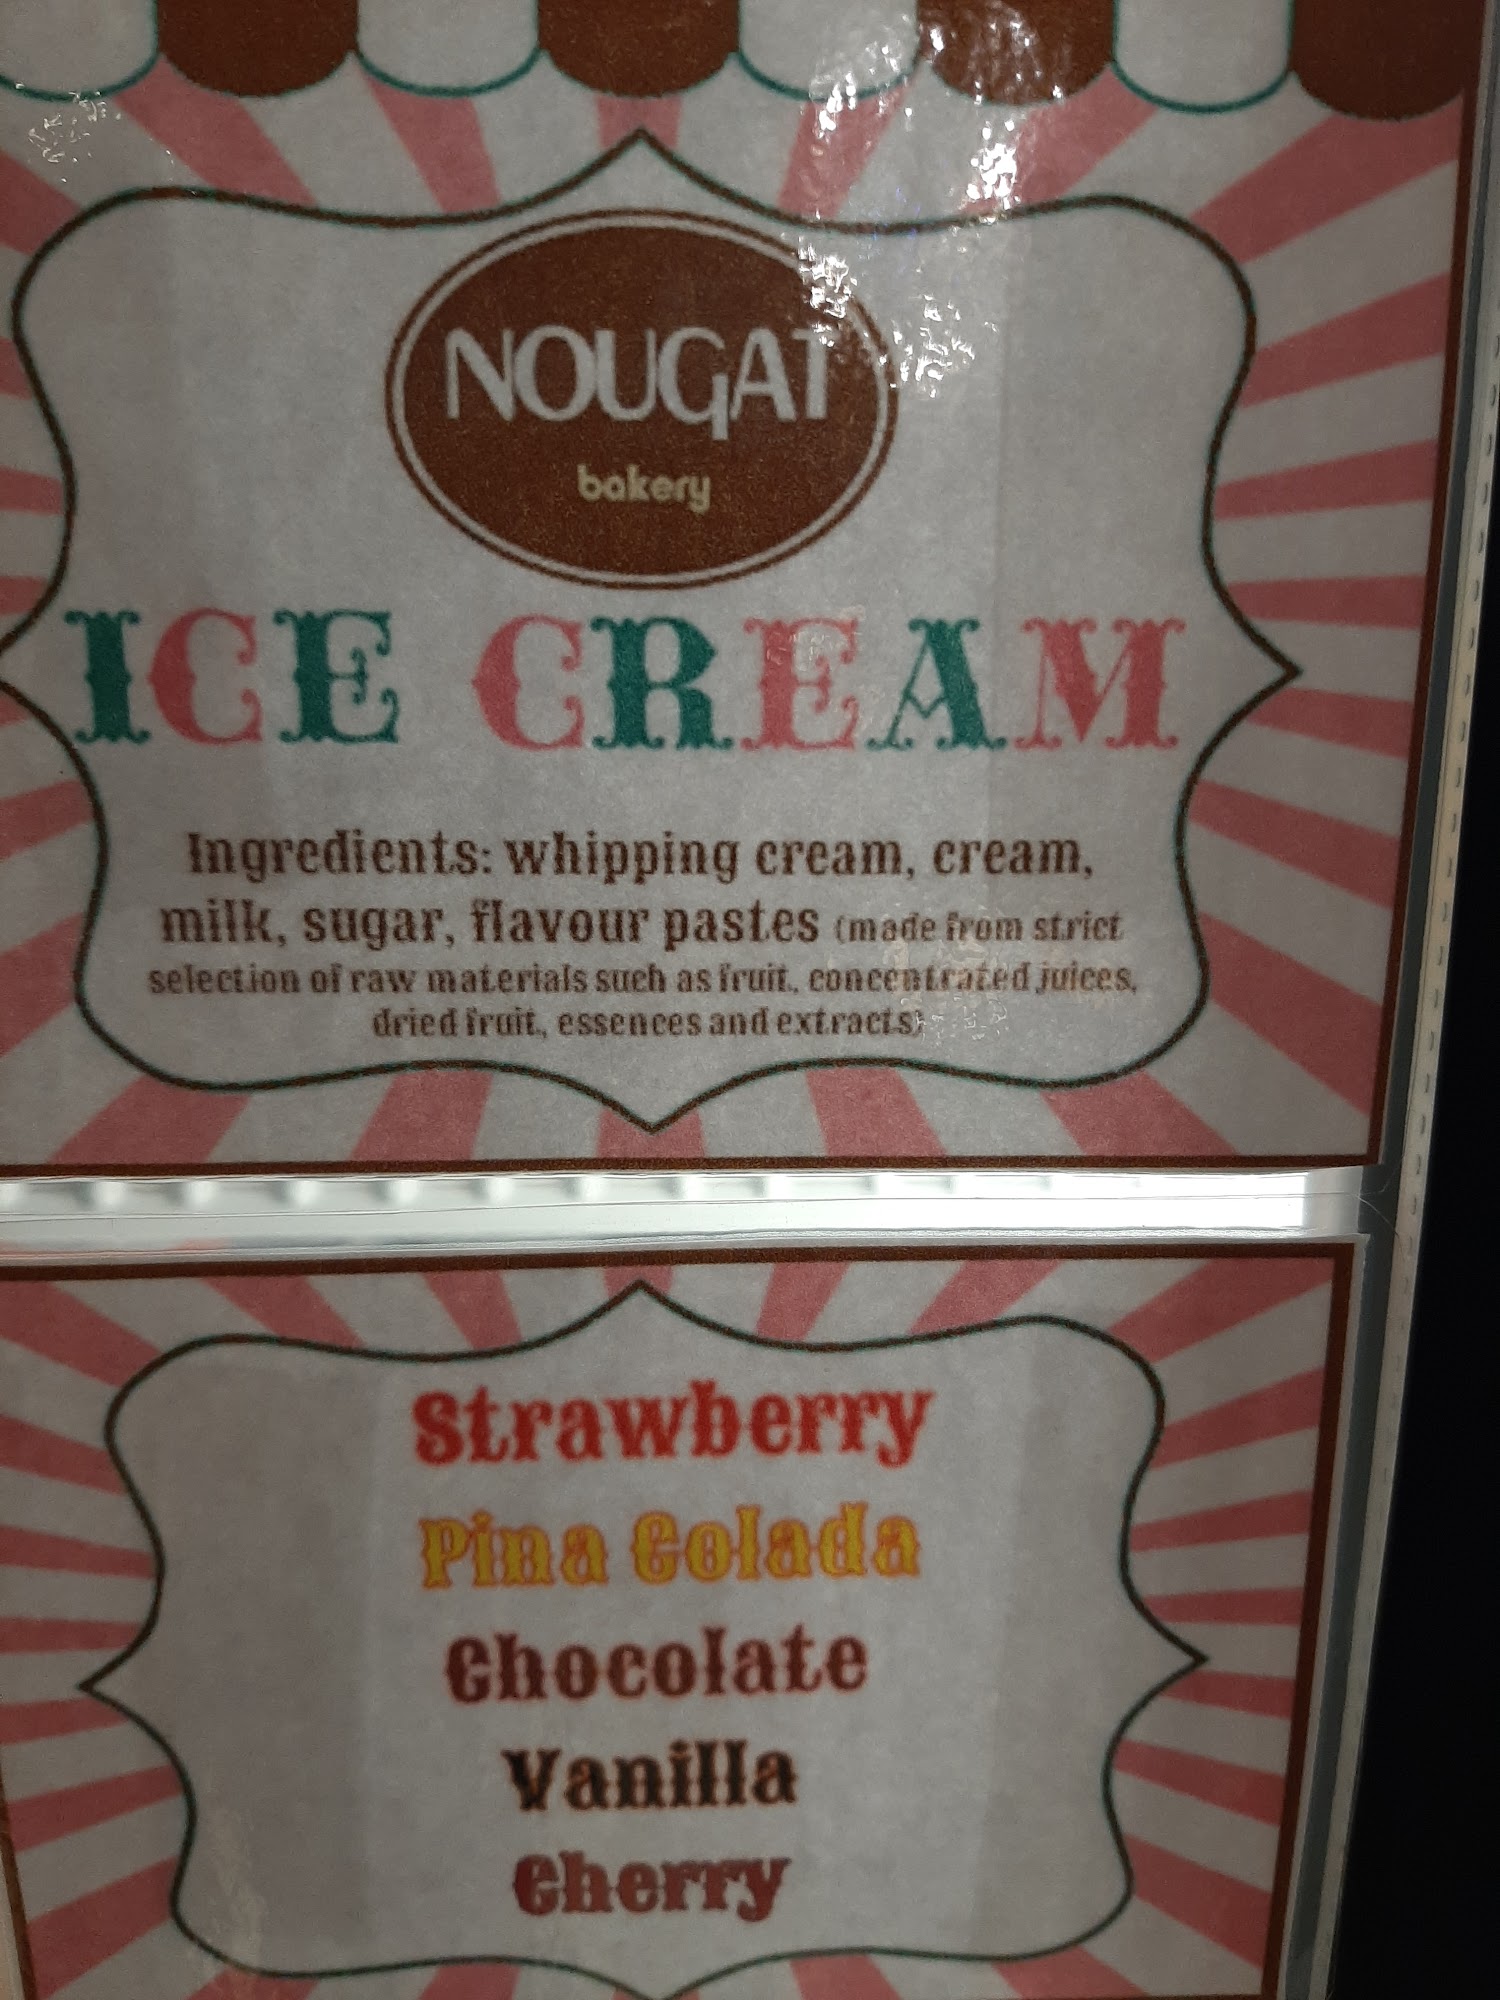 NOUGAT
bakery
ICE CREAM
Ingredients: whipping cream, cream,
milk, sugar, flavour pastes (made from strict
selection of raw materials such as fruit, concentrated juices,
dried fruit, essences and extracts)
Strawberry
Pina Colada
Chocolate
Vanilla
Cherry